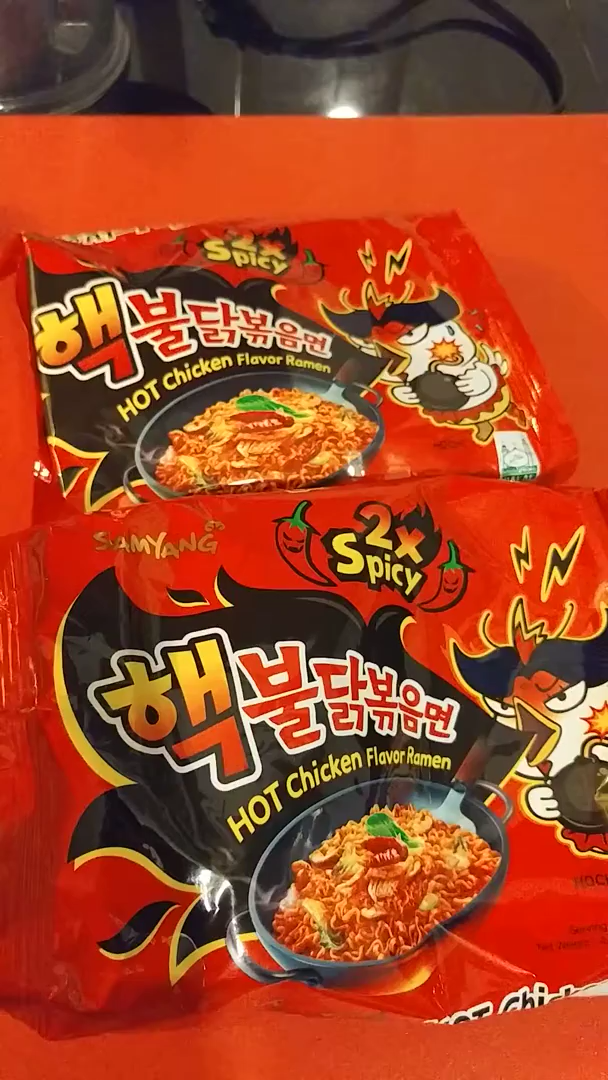 2x
Spicy
핵불닭볶음면
HOT Chicken Flavor Ramen
SAMYANG
2x
Spicy
핵불닭볶음면
HOT Chicken Flavor Ramen